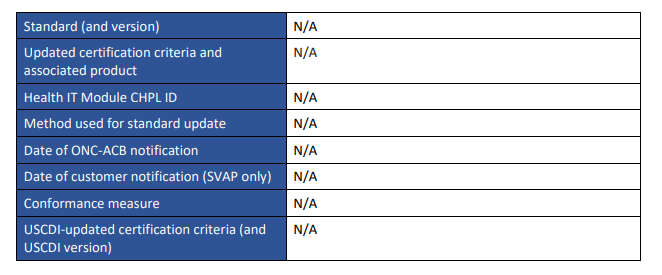 Standard (and version) N/A
Updated certification criteria and N/A
associated product
Health IT Module CHPL ID N/A
Method used for standard update N/A
Date of ONC-ACB notification N/A
Date of customer notification (SVAP only) N/A
Conformance measure N/A
USCDI-updated certification criteria (and N/A
USCDI version)